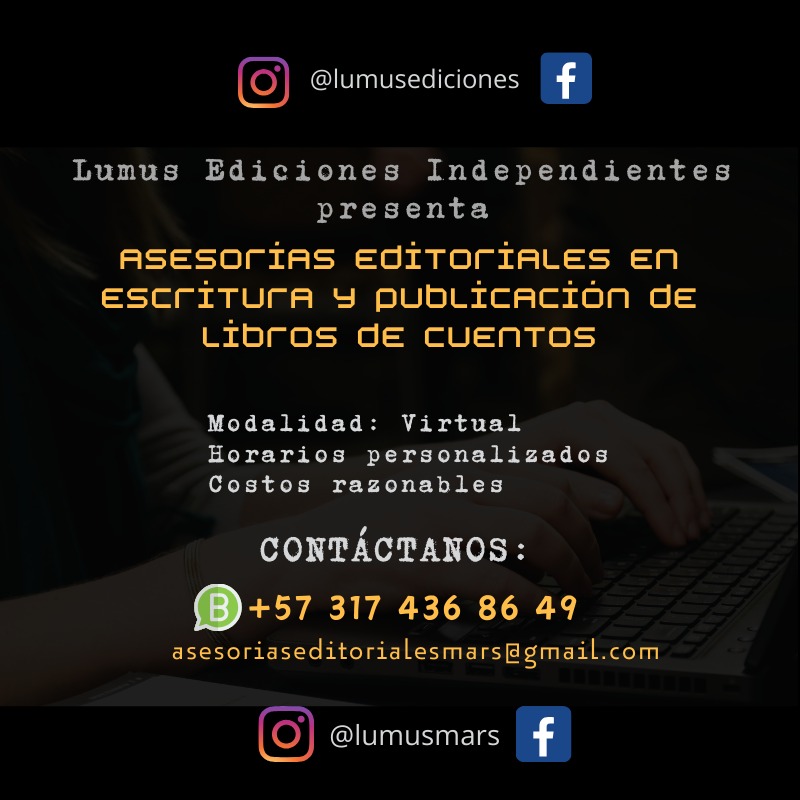 @lumusediciones
Lumus Ediciones Independientes
presenta
Asesorías editoriales en
escritura y publicación de
libros de cuentos
Modalidad: Virtual
Horarios personalizados
Costos razonables
CONTÁCTANOS:
+57 317 436 86 49
asesoriaseditorialesmars@gmail.com
@lumusmars